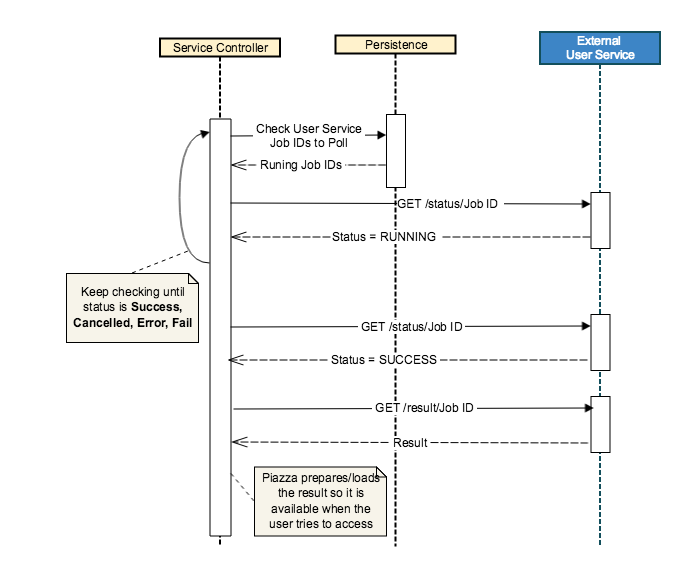 Service Controller
Persistence
External
User Service
Check User Service
Job IDs to Poll
Runing Job IDs
GET /status/Job ID
Status = RUNNING
Keep checking until
status is Success,
Cancelled, Error, Fail
GET /status/Job ID
Status = SUCCESS
GET /result/Job ID
Result
Piazza prepares/loads
the result so it is
available when the
user tries to access